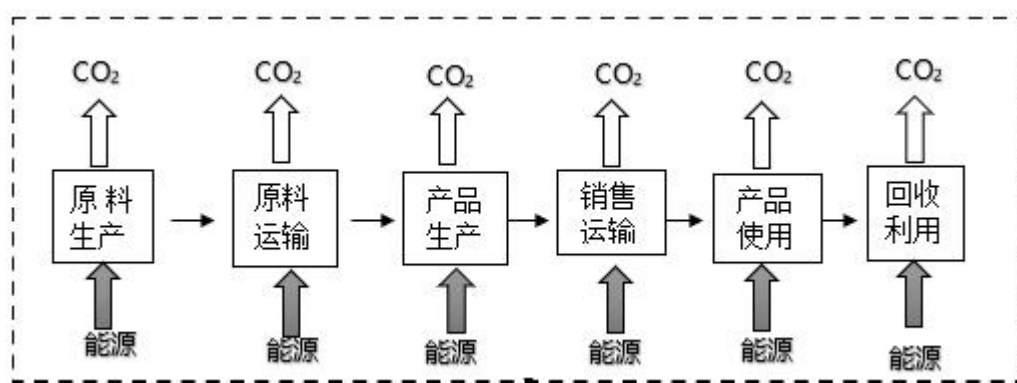 CO₂ CO₂ CO₂ CO₂ CO₂ CO₂
原料 原料 产品 销售 产品 回收
生产 运输 生产 运输 使用 利用
能源 能源 能源 能源 能源 能源